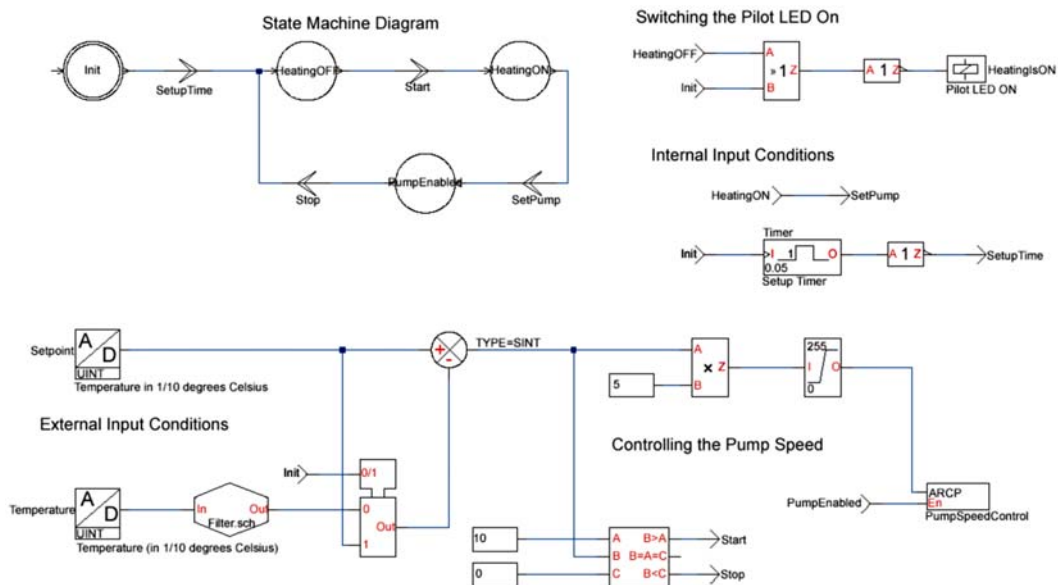 State Machine Diagram
Switching the Pilot LED On
Init
SetupTime
HeatingOFF
Start
HeatingON
HeatingOFF
Init
A
B
» 1 Z
A 1 Z
HeatingIsON
Pilot LED ON
Stop
PumpEnabled
SetPump
Internal Input Conditions
HeatingON
SetPump
Timer
Init
I 1 O
0.05
Setup Timer
A 1 Z
SetupTime
Setpoint
A
D
UINT
Temperature in 1/10 degrees Celsius
+
-
TYPE=SINT
A
B
× Z
5
255
I O
0
External Input Conditions
Controlling the Pump Speed
Init
0/1
Temperature
A
D
UINT
Temperature (in 1/10 degrees Celsius)
In Out
Filter.sch
0
Out
1
PumpEnabled
ARCP
En
PumpSpeedControl
10
A B>A
Start
B B=A=C
0
C B<C
Stop